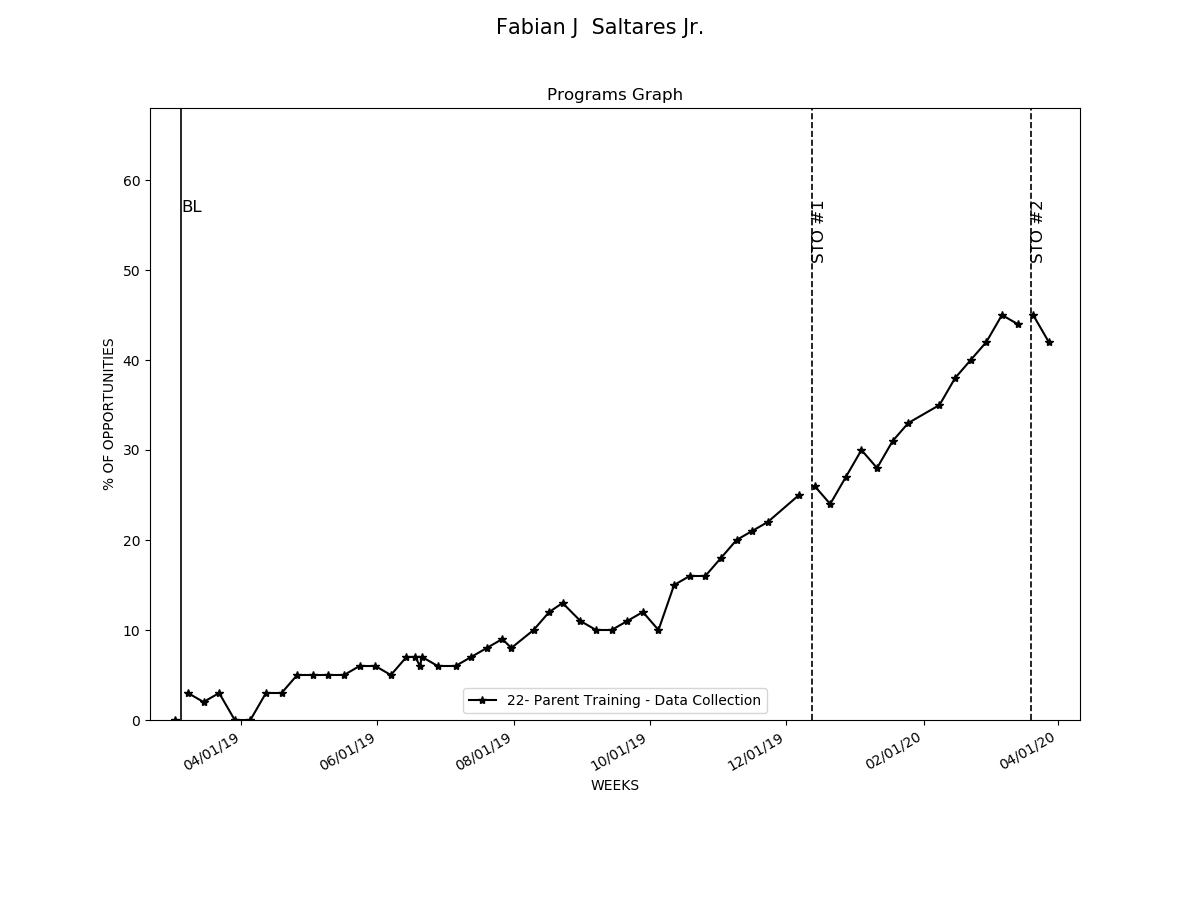 Fabian J  Saltares Jr.
Programs Graph
60
50
40
30
20
10
0
% OF OPPORTUNITIES
BL
STO #1
STO #2
22- Parent Training - Data Collection
04/01/19
06/01/19
08/01/19
10/01/19
12/01/19
02/01/20
04/01/20
WEEKS